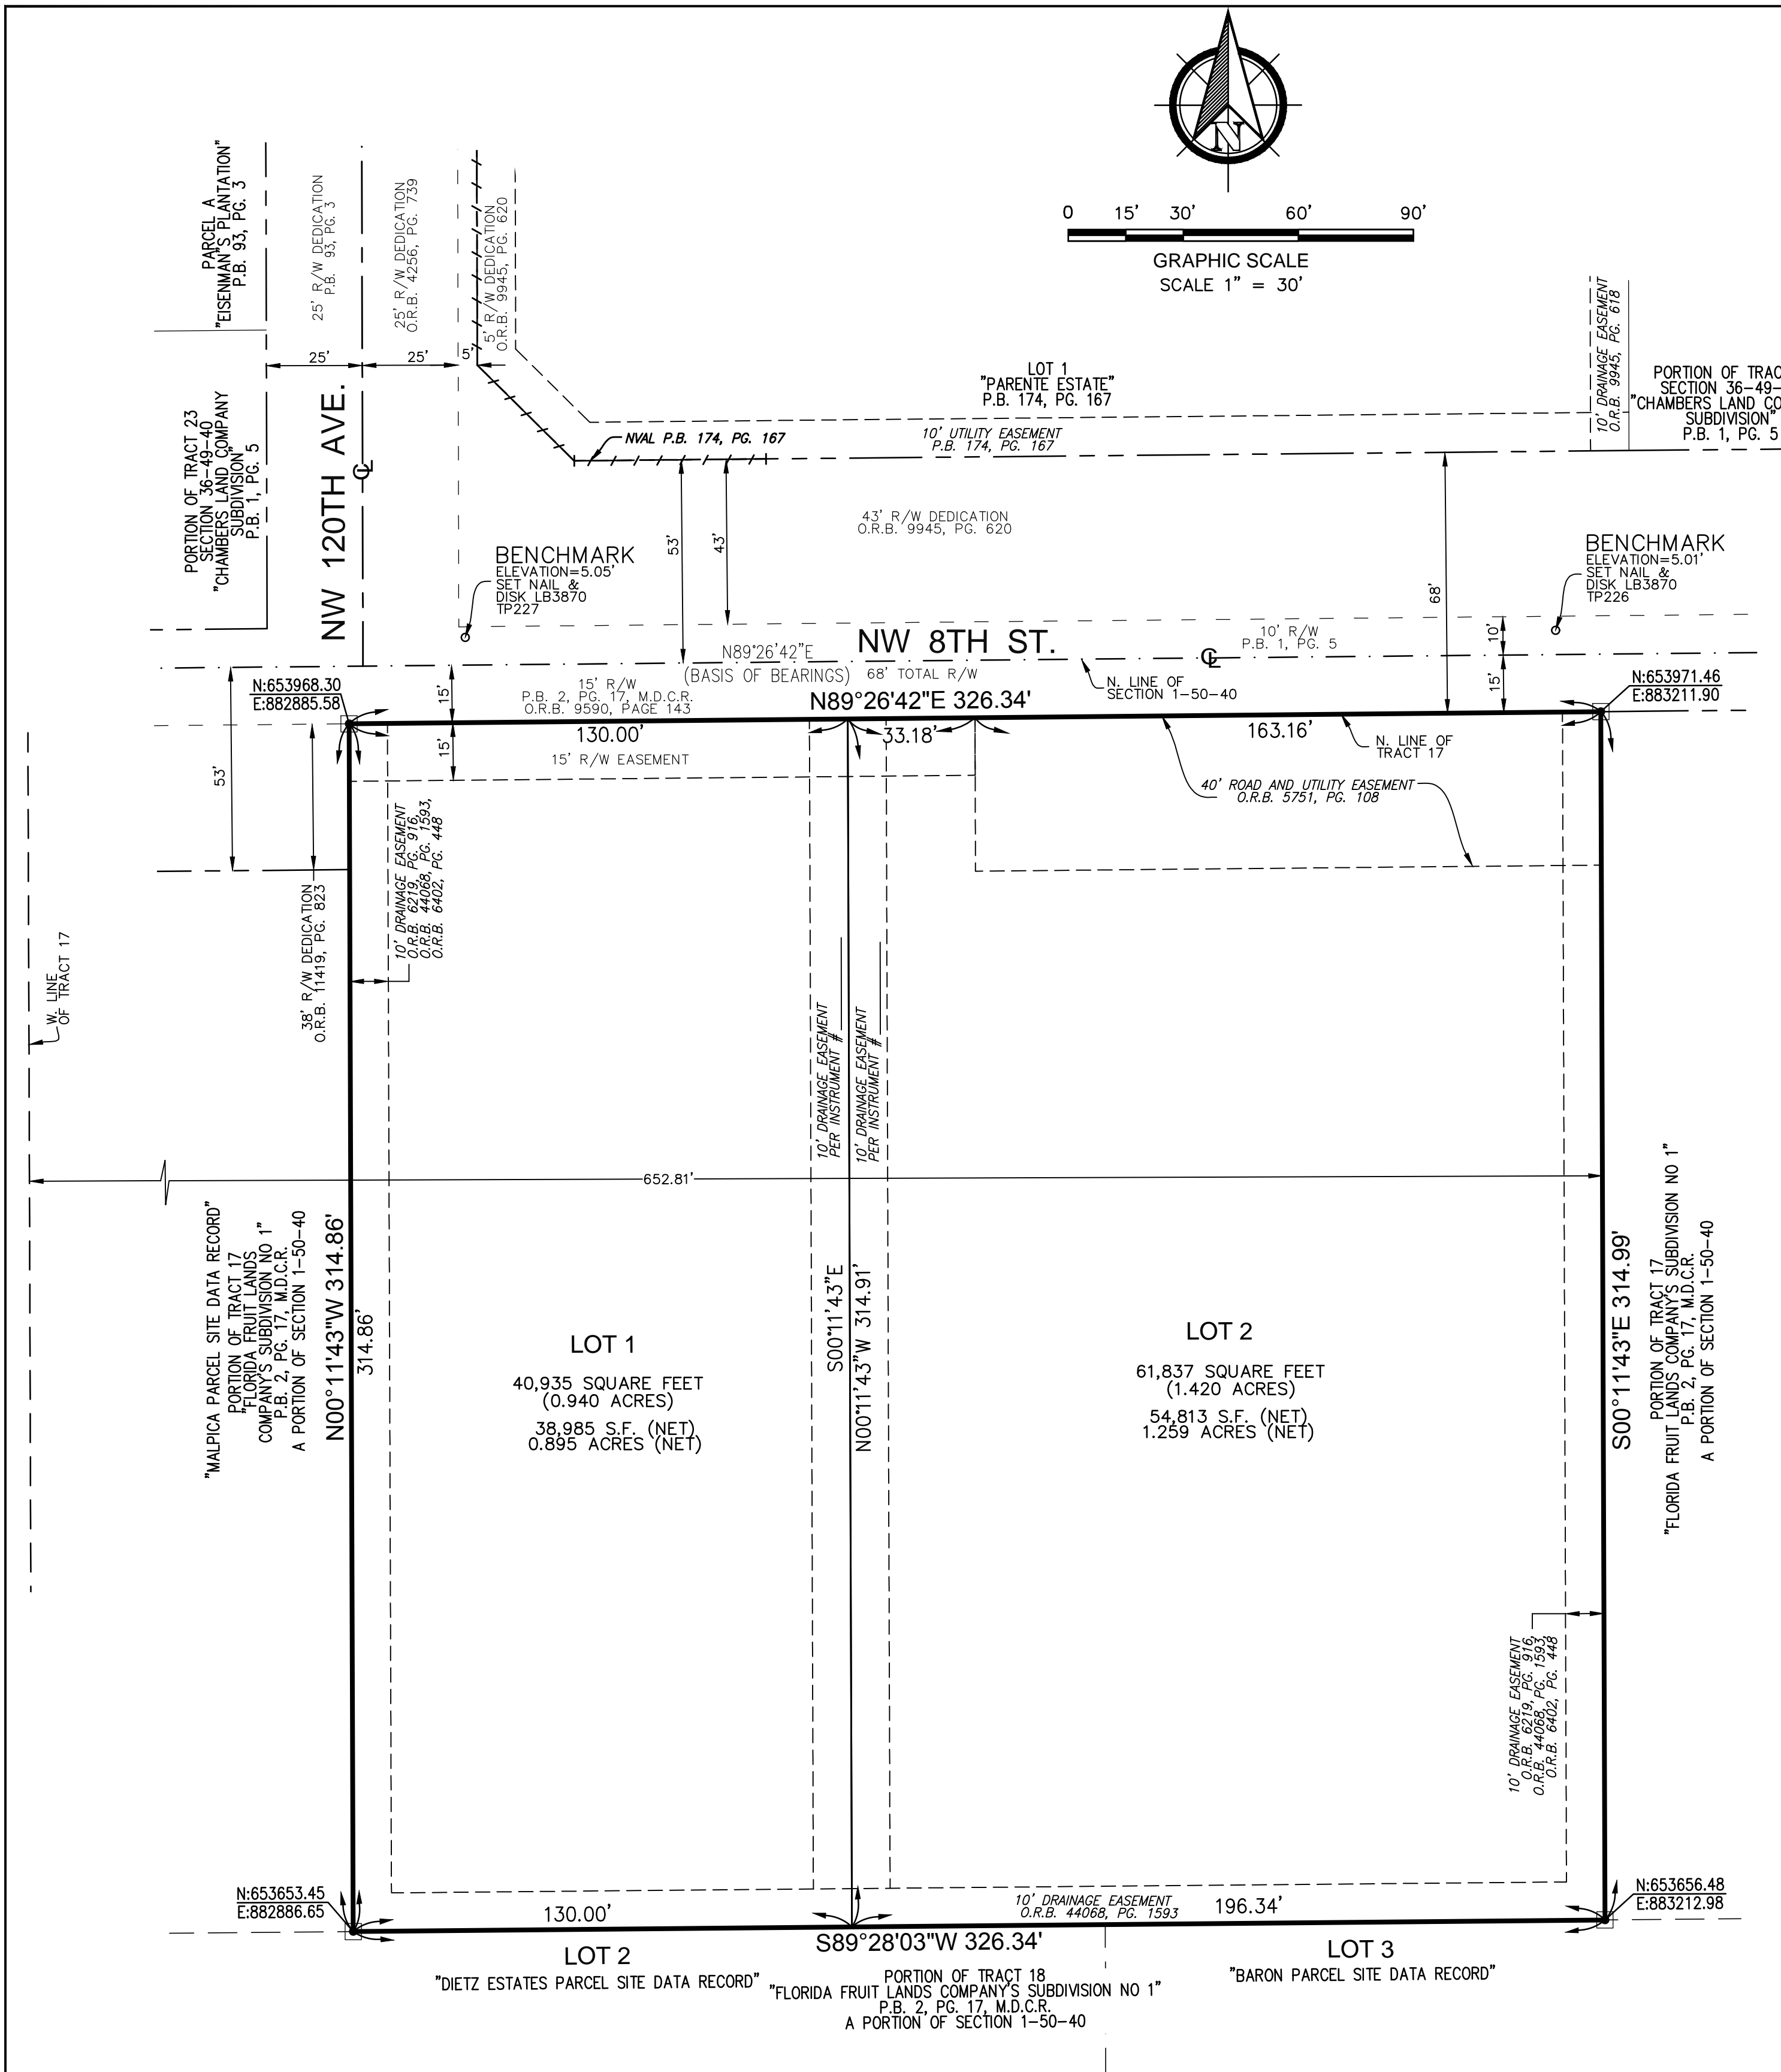 N
0 15' 30' 60' 90'
GRAPHIC SCALE
SCALE 1" = 30'
PARCEL A
"EISENMAN'S PLANTATION"
P.B. 93, PG. 3
25' R/W DEDICATION
P.B. 93, PG. 3
25' R/W DEDICATION
O.R.B. 4256, PG. 739
5' R/W DEDICATION
O.R.B. 9945, PG. 620
25'
25'
5'
PORTION OF TRACT 23
SECTION 36-49-40
"CHAMBERS LAND COMPANY
SUBDIVISION"
P.B. 1, PG. 5
NW 120TH AVE.
CL
LOT 1
"PARENTE ESTATE"
P.B. 174, PG. 167
NVAL P.B. 174, PG. 167
10' UTILITY EASEMENT
P.B. 174, PG. 167
10' DRAINAGE EASEMENT
O.R.B. 9945, PG. 618
PORTION OF TRAC
SECTION 36-49-
"CHAMBERS LAND CO
SUBDIVISION"
P.B. 1, PG. 5
43' R/W DEDICATION
O.R.B. 9945, PG. 620
53'
43'
68'
BENCHMARK
ELEVATION=5.05'
SET NAIL &
DISK LB3870
TP227
BENCHMARK
ELEVATION=5.01'
SET NAIL &
DISK LB3870
TP226
N89°26'42"E
(BASIS OF BEARINGS)
NW 8TH ST.
68' TOTAL R/W
CL
10' R/W
P.B. 1, PG. 5
10'
15'
N. LINE OF
SECTION 1-50-40
N:653968.30
E:882885.58
15'
15' R/W
P.B. 2, PG. 17, M.D.C.R.
O.R.B. 9590, PAGE 143
N89°26'42"E 326.34'
N:653971.46
E:883211.90
130.00'
33.18'
163.16'
N. LINE OF
TRACT 17
15'
15' R/W EASEMENT
40' ROAD AND UTILITY EASEMENT
O.R.B. 5751, PG. 108
53'
38' R/W DEDICATION
O.R.B. 11419, PG. 823
10' DRAINAGE EASEMENT
O.R.B. 6219, PG. 916,
O.R.B. 44068, PG. 1593,
O.R.B. 6402, PG. 448
W. LINE
OF TRACT 17
10' DRAINAGE EASEMENT
PER INSTRUMENT #
10' DRAINAGE EASEMENT
PER INSTRUMENT #
652.81'
"MALPICA PARCEL SITE DATA RECORD"
PORTION OF TRACT 17
"FLORIDA FRUIT LANDS
COMPANY'S SUBDIVISION NO 1"
P.B. 2, PG. 17, M.D.C.R.
A PORTION OF SECTION 1-50-40
N00°11'43"W 314.86'
314.86'
LOT 1
40,935 SQUARE FEET
(0.940 ACRES)
38,985 S.F. (NET)
0.895 ACRES (NET)
S00°11'43"E
N00°11'43"W 314.91'
LOT 2
61,837 SQUARE FEET
(1.420 ACRES)
54,813 S.F. (NET)
1.259 ACRES (NET)
S00°11'43"E 314.99'
PORTION OF TRACT 17
"FLORIDA FRUIT LANDS COMPANY'S SUBDIVISION NO 1"
P.B. 2, PG. 17, M.D.C.R.
A PORTION OF SECTION 1-50-40
10' DRAINAGE EASEMENT
O.R.B. 6219, PG. 916,
O.R.B. 44068, PG. 1593,
O.R.B. 6402, PG. 448
N:653653.45
E:882886.65
130.00'
10' DRAINAGE EASEMENT
O.R.B. 44068, PG. 1593
196.34'
N:653656.48
E:883212.98
S89°28'03"W 326.34'
LOT 2
"DIETZ ESTATES PARCEL SITE DATA RECORD"
PORTION OF TRACT 18
"FLORIDA FRUIT LANDS COMPANY'S SUBDIVISION NO 1"
P.B. 2, PG. 17, M.D.C.R.
A PORTION OF SECTION 1-50-40
LOT 3
"BARON PARCEL SITE DATA RECORD"